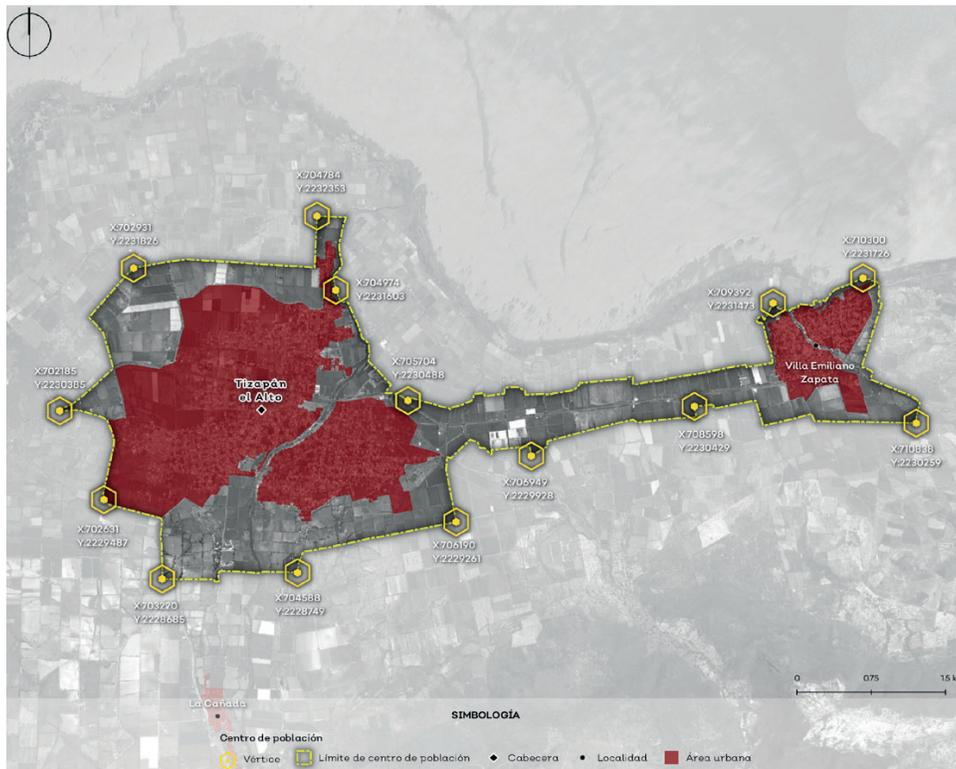 X:704784
Y:2232353
X:702931
Y:2231826
X:710300
Y:2231726
X:704974
Y:2231603
X:709392
Y:2231473
X:702185
Y:2230385
X:705704
Y:2230488
Villa Emiliano
Zapata
Tizapán
el Alto
X:708598
Y:2230429
X:710838
Y:2230259
X:706949
Y:2229928
X:702631
Y:2229487
X:706190
Y:2229261
X:703220
Y:2228685
X:704588
Y:2228749
0 0.75 1.5 k
La Cañada
SIMBOLOGÍA
Centro de población
Vértice Límite de centro de población Cabecera Localidad Área urbana